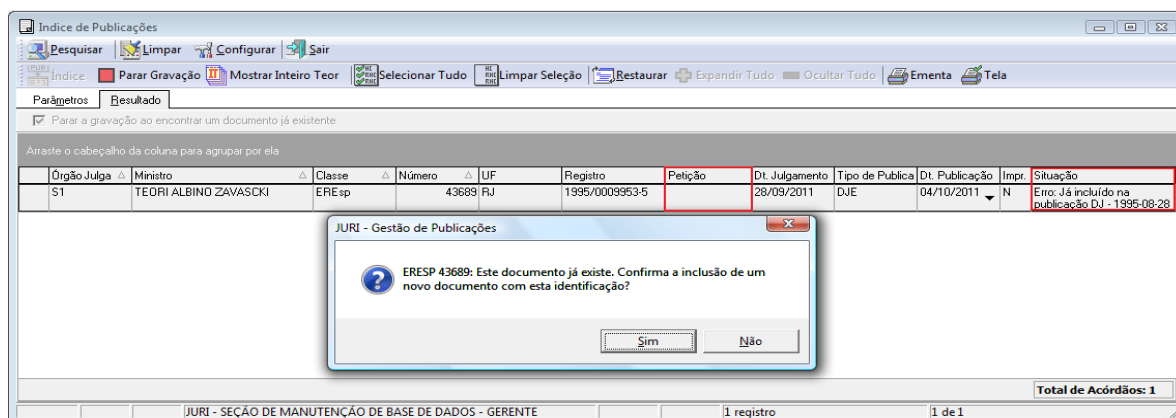 Indice de Publicações
Pesquisar Limpar Configurar Sair
Índice Parar Gravação Mostrar Inteiro Teor Selecionar Tudo Limpar Seleção Restaurar Expandir Tudo Ocultar Tudo Ementa Tela
Parâmetros Resultado
Parar a gravação ao encontrar um documento já existente
Arraste o cabeçalho da coluna para agrupar por ela
Órgão Julga Ministro Classe Número UF Registro Petição Dt. Julgamento Tipo de Publica Dt. Publicação Impr. Situação
S1 TEORI ALBINO ZAVASCKI EREsp 43689 RJ 1995/0009953-5 28/09/2011 DJE 04/10/2011 N Erro: Já incluído na
publicação DJ - 1995-08-28
JURI - Gestão de Publicações
ERESP 43689: Este documento já existe. Confirma a inclusão de um
novo documento com esta identificação?
Sim Não
Total de Acórdãos: 1
JURI - SEÇÃO DE MANUTENÇÃO DE BASE DE DADOS - GERENTE 1 registro 1 de 1